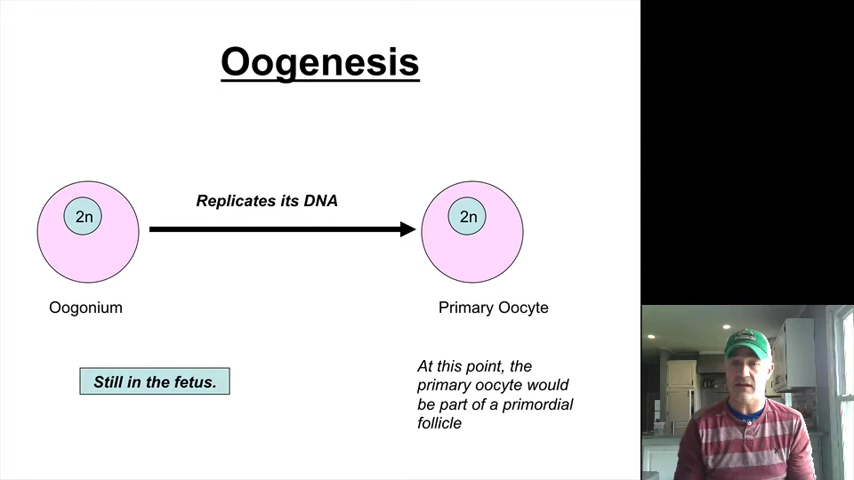 Oogenesis
Replicates its DNA
2n
2n
Oogonium
Primary Oocyte
Still in the fetus.
At this point, the
primary oocyte would
be part of a primordial
follicle